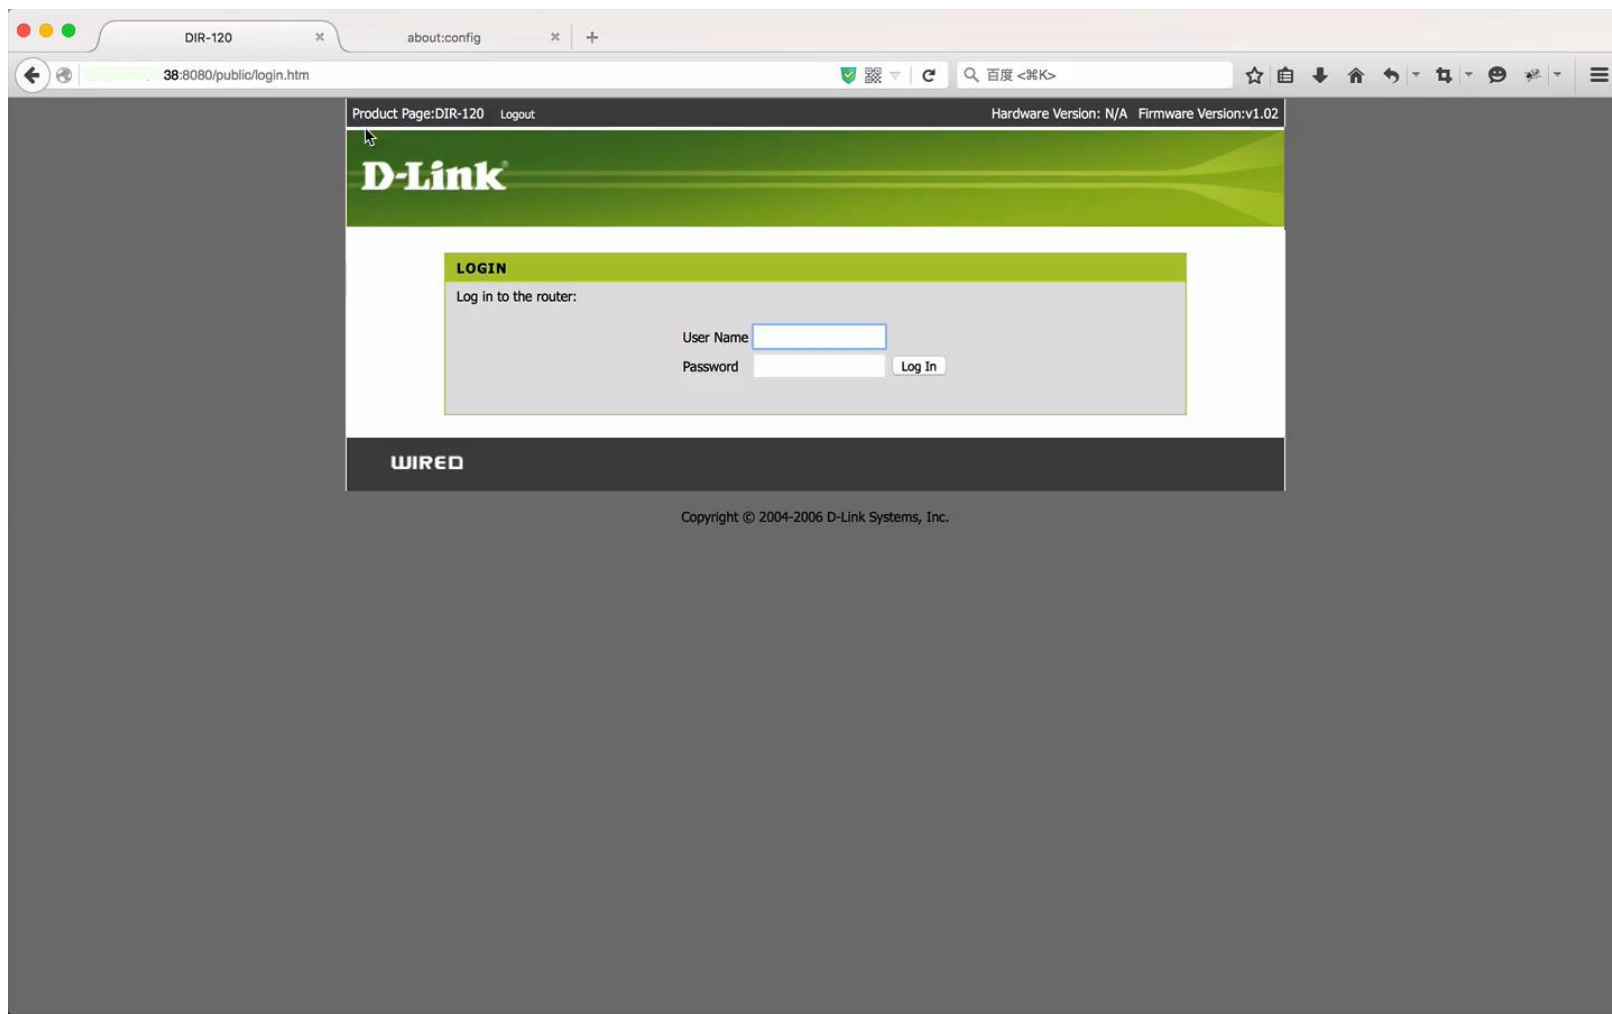 DIR-120
about:config
38:8080/public/login.htm
百度 <⌘K>
Product Page:DIR-120 Logout Hardware Version: N/A Firmware Version:v1.02
D-Link®
LOGIN
Log in to the router:
User Name
Password Log In
WIRED
Copyright © 2004-2006 D-Link Systems, Inc.